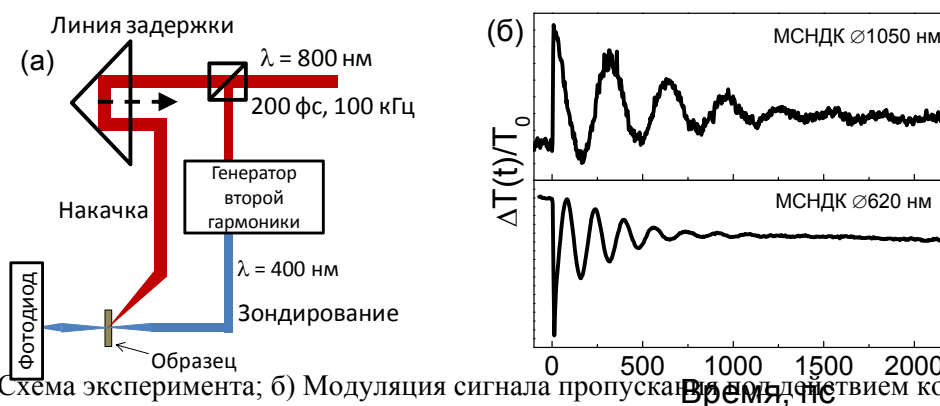 Линия задержки
(а)
λ = 800 нм
200 фс, 100 кГц
Генератор
второй
гармоники
Накачка
λ = 400 нм
Зондирование
Фотодиод
Образец
(б)
МСНДК ∅1050 нм
МСНДК ∅620 нм
ΔT(t)/T₀
0 500 1000 1500 2000
Время, пс
Схема эксперимента; б) Модуляция сигнала пропускания под действием ко